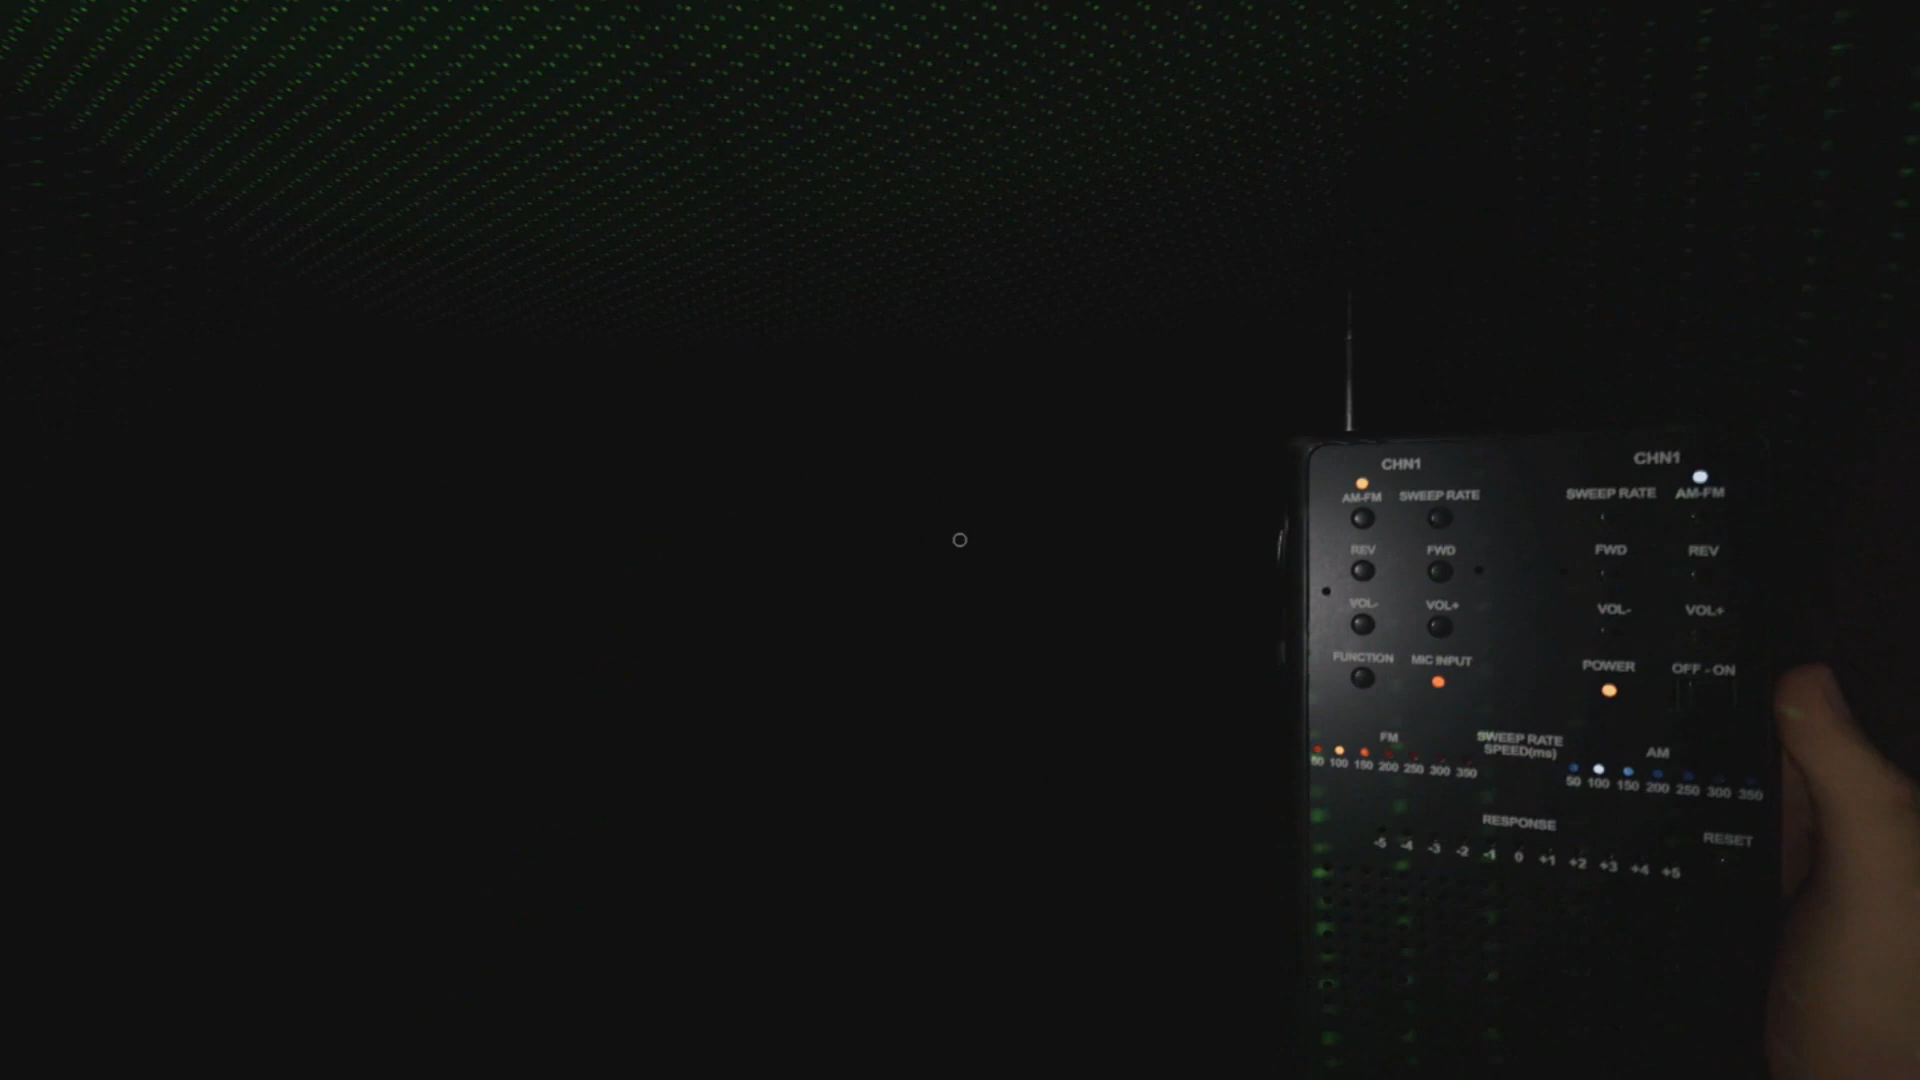 CHN1 CHN1
AM-FM SWEEP RATE SWEEP RATE AM-FM
REV FWD FWD REV
VOL- VOL+ VOL- VOL+
FUNCTION MIC INPUT POWER OFF - ON
FM SWEEP RATE AM
SPEED(ms)
50 100 150 200 250 300 350 50 100 150 200 250 300 350
RESPONSE RESET
-5 -4 -3 -2 -1 0 +1 +2 +3 +4 +5